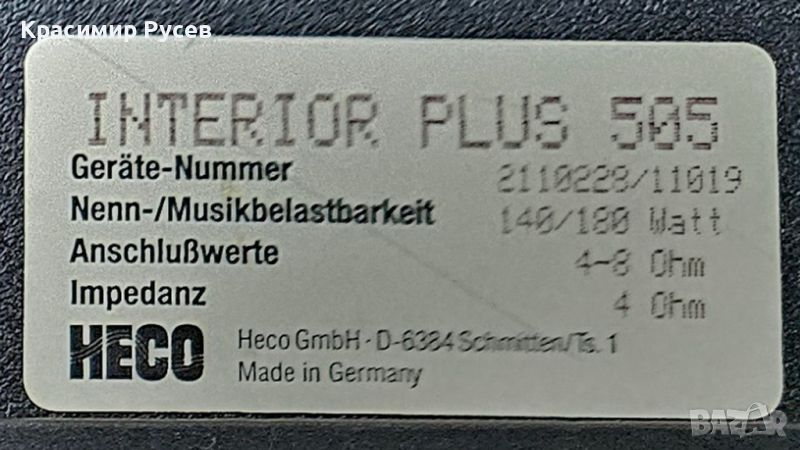 Красимир Русев
INTERIOR PLUS 505
Geräte-Nummer 2110228/11019
Nenn-/Musikbelastbarkeit 140/180 Watt
Anschlußwerte 4-8 Ohm
Impedanz 4 Ohm
HECO Heco GmbH · D-6384 Schmitten/Ts. 1
Made in Germany
BAZAR